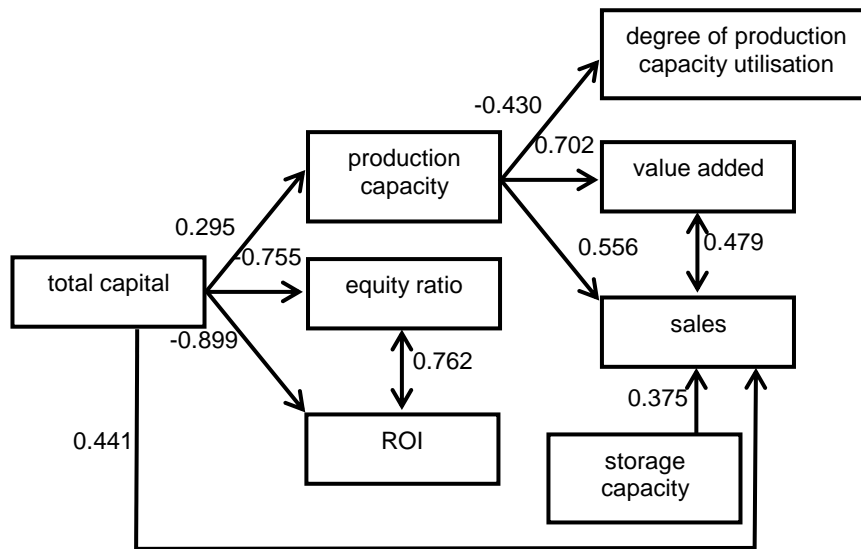 degree of production
capacity utilisation
-0.430
production
capacity
0.702
value added
0.295
-0.755
0.556
0.479
total capital
equity ratio
sales
-0.899
0.762
0.375
0.441
ROI
storage
capacity